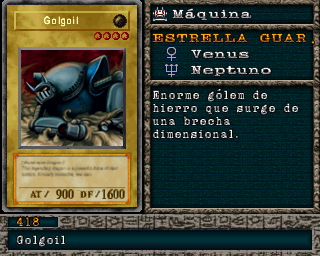 Golgoil
AT/ 900 DF/1600
Máquina
ESTRELLA GUAR.
Venus
Neptuno
Enorme gólem de
hierro que surge de
una brecha
dimensional.
418
Golgoil